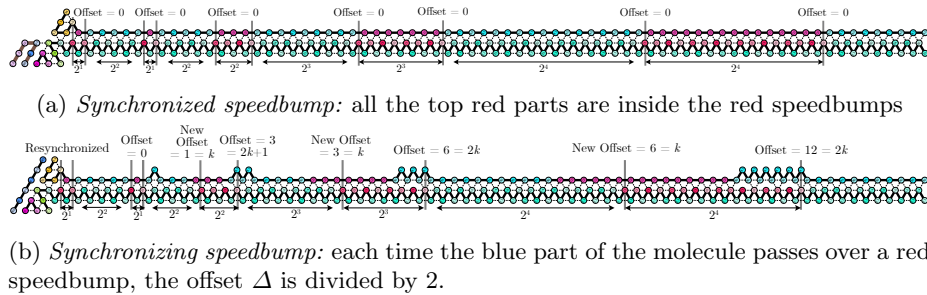 Offset = 0 Offset = 0 Offset = 0 Offset = 0 Offset = 0 Offset = 0 Offset = 0
2¹ 2² 2¹ 2² 2² 2³ 2³ 2⁴ 2⁴
(a) Synchronized speedbump: all the top red parts are inside the red speedbumps
Resynchronized
Offset
= 0
New
Offset
= 1 = k
Offset = 3
= 2k+1
New Offset
= 3 = k
Offset = 6 = 2k
New Offset = 6 = k
Offset = 12 = 2k
2¹ 2² 2¹ 2² 2² 2³ 2³ 2⁴ 2⁴
(b) Synchronizing speedbump: each time the blue part of the molecule passes over a red
speedbump, the offset Δ is divided by 2.